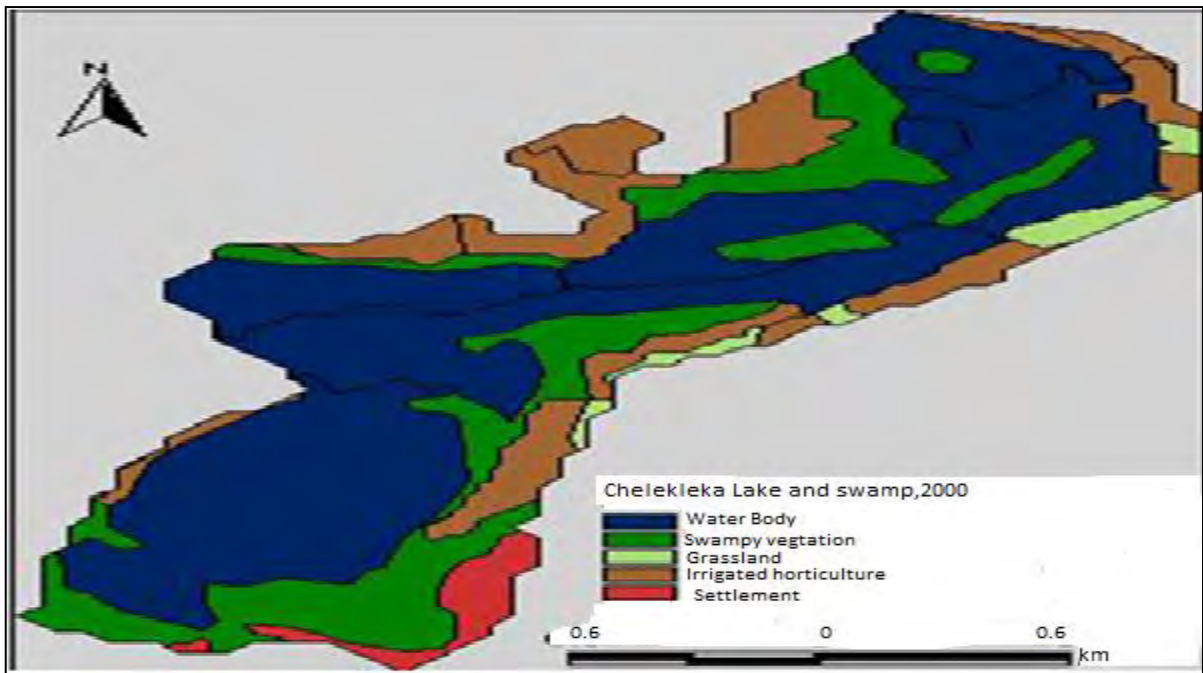 N
Chelekleka Lake and swamp,2000
Water Body
Swampy vegtation
Grassland
Irrigated horticulture
Settlement
0.6 0 0.6
km